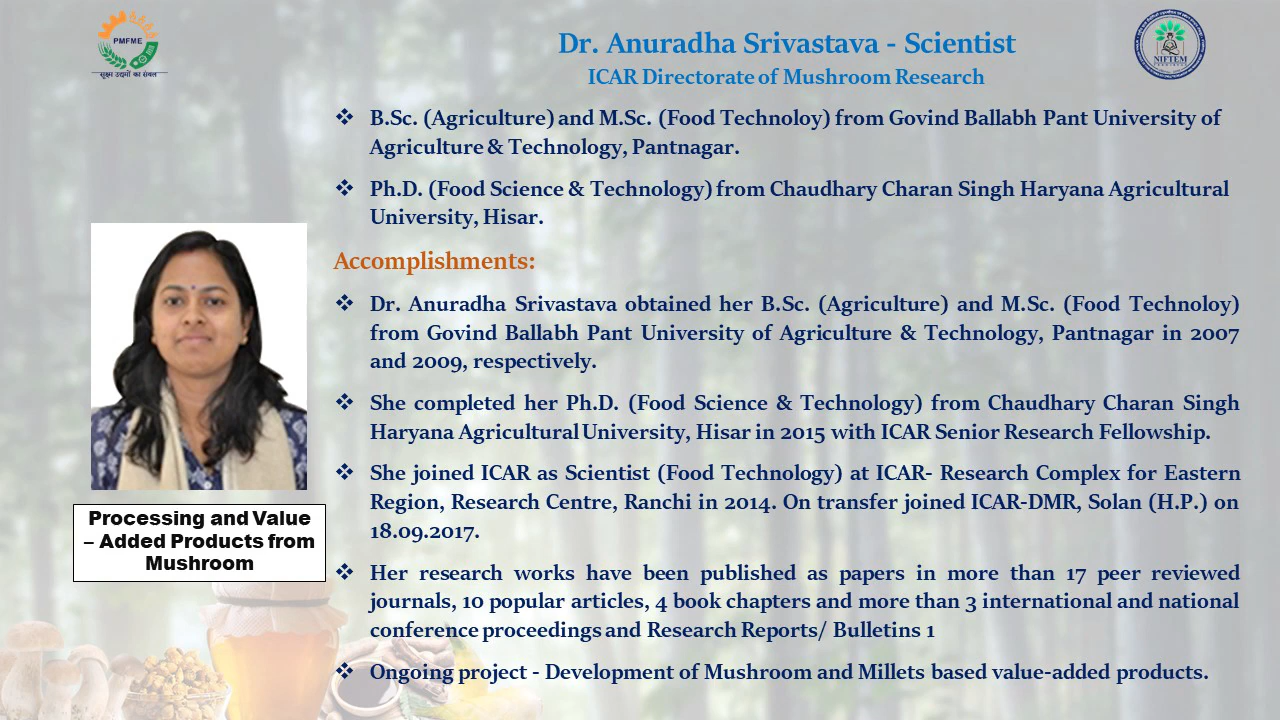 PMFME
सूक्ष्म उद्यमों का संबल
NIFTEM
Dr. Anuradha Srivastava - Scientist
ICAR Directorate of Mushroom Research
❖ B.Sc. (Agriculture) and M.Sc. (Food Technoloy) from Govind Ballabh Pant University of
Agriculture & Technology, Pantnagar.
❖ Ph.D. (Food Science & Technology) from Chaudhary Charan Singh Haryana Agricultural
University, Hisar.
Accomplishments:
❖ Dr. Anuradha Srivastava obtained her B.Sc. (Agriculture) and M.Sc. (Food Technoloy)
from Govind Ballabh Pant University of Agriculture & Technology, Pantnagar in 2007
and 2009, respectively.
❖ She completed her Ph.D. (Food Science & Technology) from Chaudhary Charan Singh
Haryana Agricultural University, Hisar in 2015 with ICAR Senior Research Fellowship.
❖ She joined ICAR as Scientist (Food Technology) at ICAR- Research Complex for Eastern
Region, Research Centre, Ranchi in 2014. On transfer joined ICAR-DMR, Solan (H.P.) on
18.09.2017.
❖ Her research works have been published as papers in more than 17 peer reviewed
journals, 10 popular articles, 4 book chapters and more than 3 international and national
conference proceedings and Research Reports/ Bulletins 1
❖ Ongoing project - Development of Mushroom and Millets based value-added products.
Processing and Value
– Added Products from
Mushroom